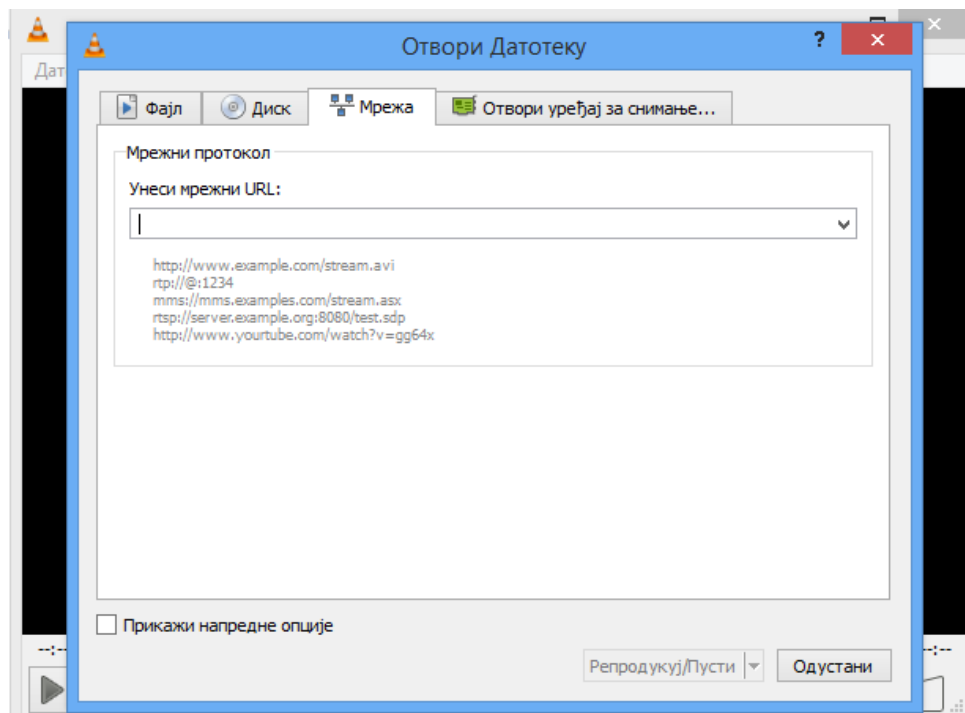 Отвори Датотеку
?
Дат
Фајл
Диск
Мрежа
Отвори уређај за снимање...
Мрежни протокол
Унеси мрежни URL:
http://www.example.com/stream.avi
rtp://@:1234
mms://mms.examples.com/stream.asx
rtsp://server.example.org:8080/test.sdp
http://www.yourtube.com/watch?v=gg64x
Прикажи напредне опције
--:-- --:--
Репродукуј/Пусти
Одустани